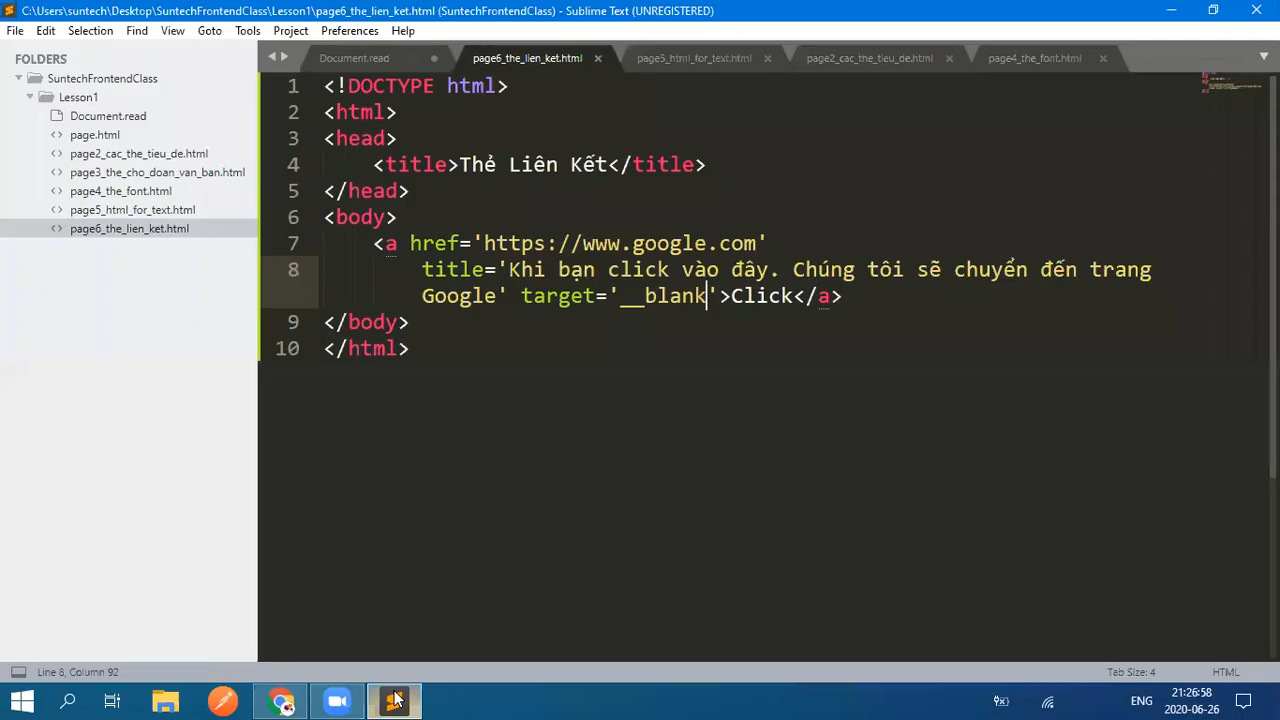 C:\Users\suntech\Desktop\SuntechFrontendClass\Lesson1\page6_the_lien_ket.html (SuntechFrontendClass) - Sublime Text (UNREGISTERED)
File Edit Selection Find View Goto Tools Project Preferences Help
FOLDERS
SuntechFrontendClass
Lesson1
Document.read
page.html
page2_cac_the_tieu_de.html
page3_the_cho_doan_van_ban.html
page4_the_font.html
page5_html_for_text.html
page6_the_lien_ket.html
Document.read page6_the_lien_ket.html page5_html_for_text.html page2_cac_the_tieu_de.html page4_the_font.html
1 <!DOCTYPE html>
2 <html>
3 <head>
4 <title>Thẻ Liên Kết</title>
5 </head>
6 <body>
7 <a href='https://www.google.com'
8 title='Khi bạn click vào đây. Chúng tôi sẽ chuyển đến trang
Google' target='__blank'>Click</a>
9 </body>
10 </html>
Line 8, Column 92 Tab Size: 4 HTML
ENG
21:26:58
2020-06-26